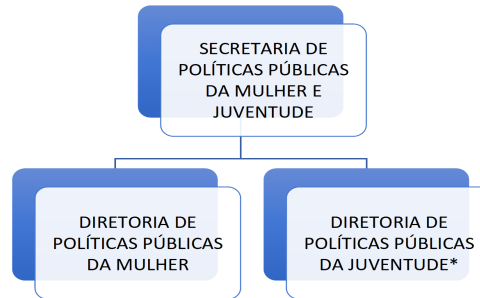 SECRETARIA DE
POLÍTICAS PÚBLICAS
DA MULHER E
JUVENTUDE
DIRETORIA DE
POLÍTICAS PÚBLICAS
DA MULHER
DIRETORIA DE
POLÍTICAS PÚBLICAS
DA JUVENTUDE*